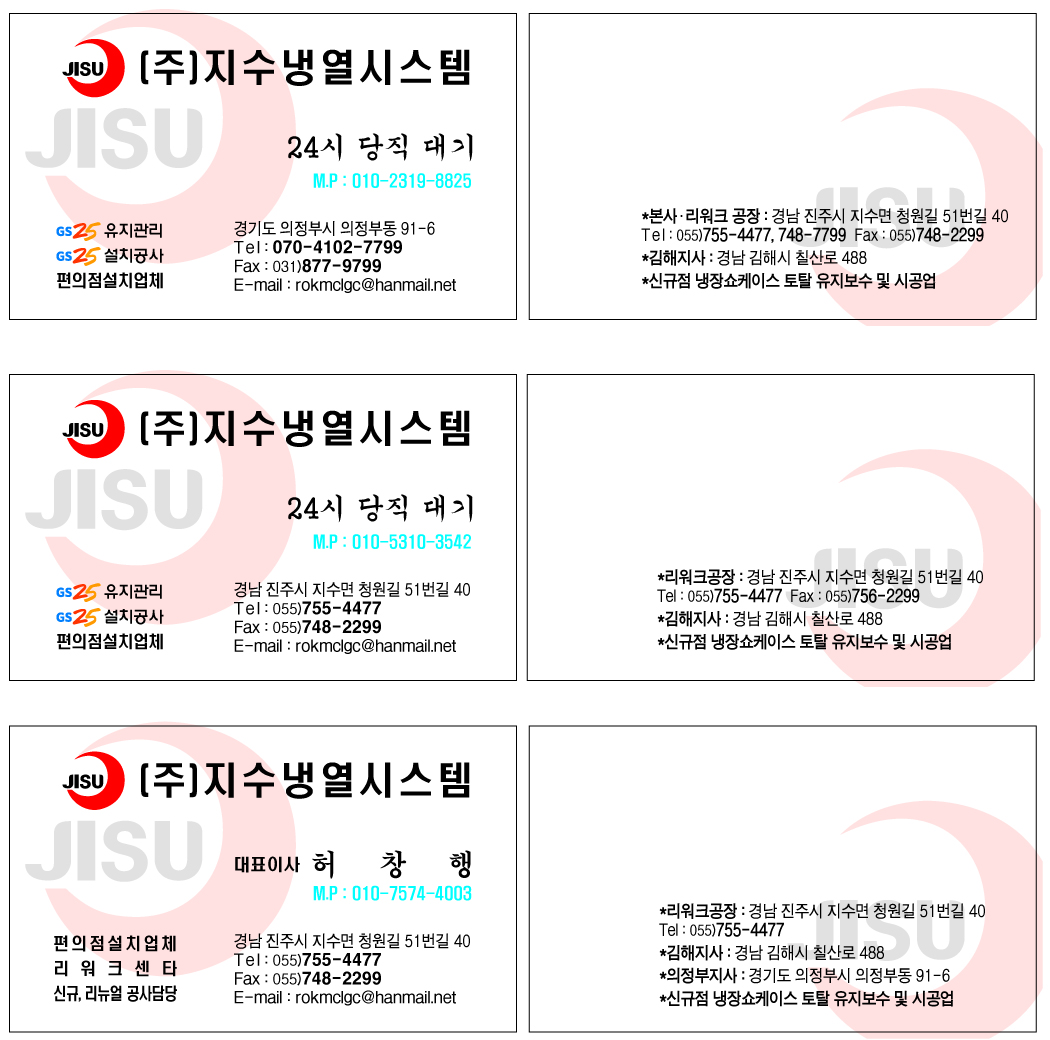 JISU (주)지수냉열시스템
JISU
24시 당직 대기
M.P : 010-2319-8825
GS25 유지관리
GS25 설치공사
편의점설치업체
경기도 의정부시 의정부동 91-6
Tel : 070-4102-7799
Fax : 031)877-9799
E-mail : rokmclgc@hanmail.net
JISU
*본사·리워크 공장 : 경남 진주시 지수면 청원길 51번길 40
Tel : 055)755-4477, 748-7799 Fax : 055)748-2299
*김해지사 : 경남 김해시 칠산로 488
*신규점 냉장쇼케이스 토탈 유지보수 및 시공업
JISU (주)지수냉열시스템
JISU
24시 당직 대기
M.P : 010-5310-3542
GS25 유지관리
GS25 설치공사
편의점설치업체
경남 진주시 지수면 청원길 51번길 40
Tel : 055)755-4477
Fax : 055)748-2299
E-mail : rokmclgc@hanmail.net
JISU
*리워크공장 : 경남 진주시 지수면 청원길 51번길 40
Tel : 055)755-4477 Fax : 055)756-2299
*김해지사 : 경남 김해시 칠산로 488
*신규점 냉장쇼케이스 토탈 유지보수 및 시공업
JISU (주)지수냉열시스템
JISU
대표이사 허 창 행
M.P : 010-7574-4003
편의점설치업체
리 워 크 센 타
신규, 리뉴얼 공사담당
경남 진주시 지수면 청원길 51번길 40
Tel : 055)755-4477
Fax : 055)748-2299
E-mail : rokmclgc@hanmail.net
JISU
*리워크공장 : 경남 진주시 지수면 청원길 51번길 40
Tel : 055)755-4477
*김해지사 : 경남 김해시 칠산로 488
*의정부지사 : 경기도 의정부시 의정부동 91-6
*신규점 냉장쇼케이스 토탈 유지보수 및 시공업